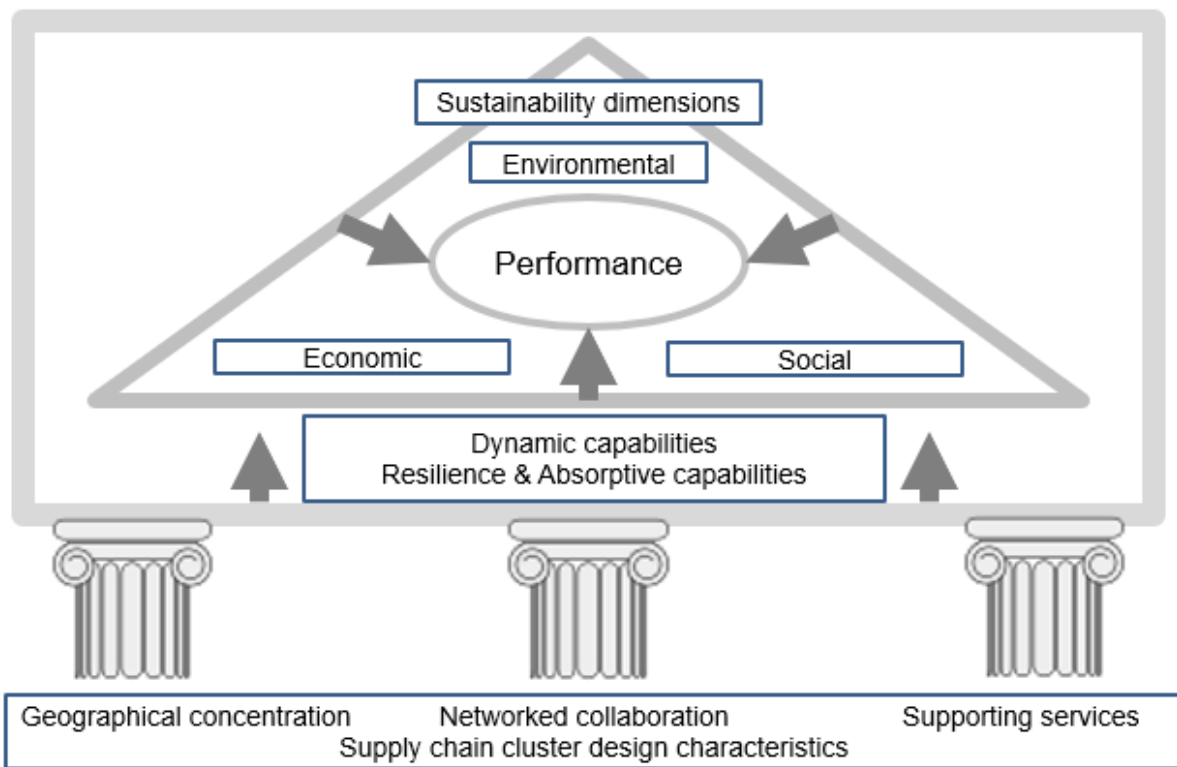 Sustainability dimensions
Environmental
Performance
Economic
Social
Dynamic capabilities
Resilience & Absorptive capabilities
Geographical concentration
Networked collaboration
Supporting services
Supply chain cluster design characteristics